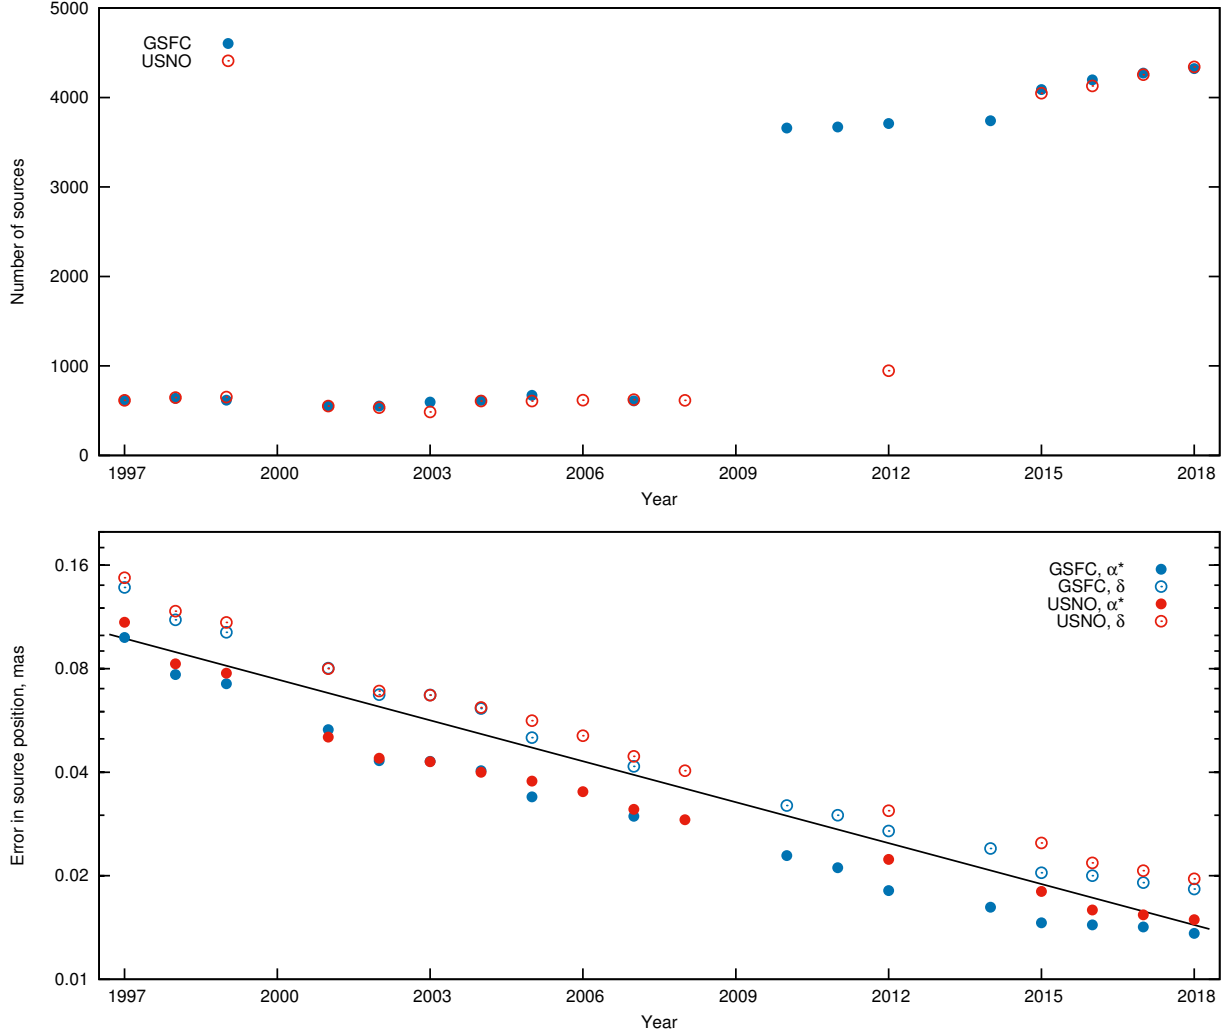 5000
4000
3000
2000
1000
0
Number of sources
GSFC
USNO
1997 2000 2003 2006 2009 2012 2015 2018
Year
0.16
0.08
0.04
0.02
0.01
Error in source position, mas
GSFC, α*
GSFC, δ
USNO, α*
USNO, δ
1997 2000 2003 2006 2009 2012 2015 2018
Year